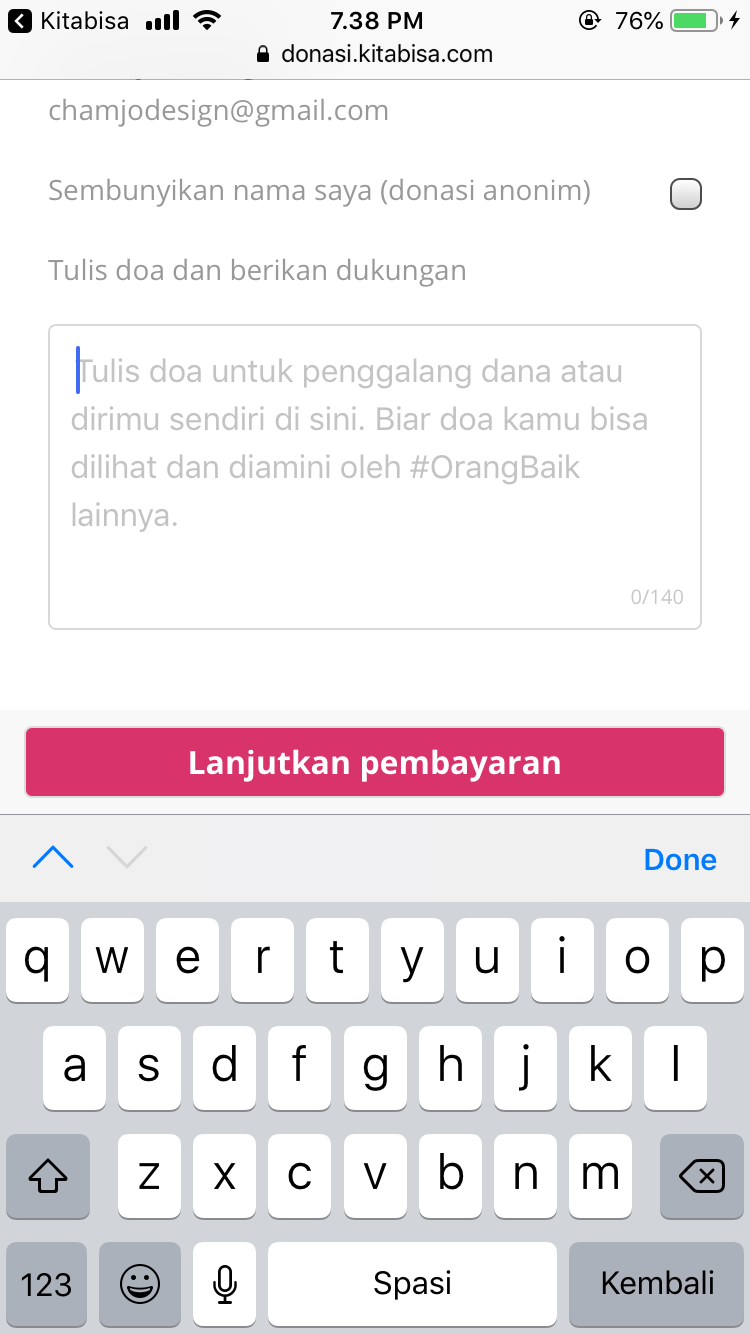 Kitabisa 7.38 PM 76%
donasi.kitabisa.com
chamjodesign@gmail.com
Sembunyikan nama saya (donasi anonim)
Tulis doa dan berikan dukungan
Tulis doa untuk penggalang dana atau
dirimu sendiri di sini. Biar doa kamu bisa
dilihat dan diamini oleh #OrangBaik
lainnya.
0/140
Lanjutkan pembayaran
Done
q w e r t y u i o p
a s d f g h j k l
z x c v b n m
123 Spasi Kembali